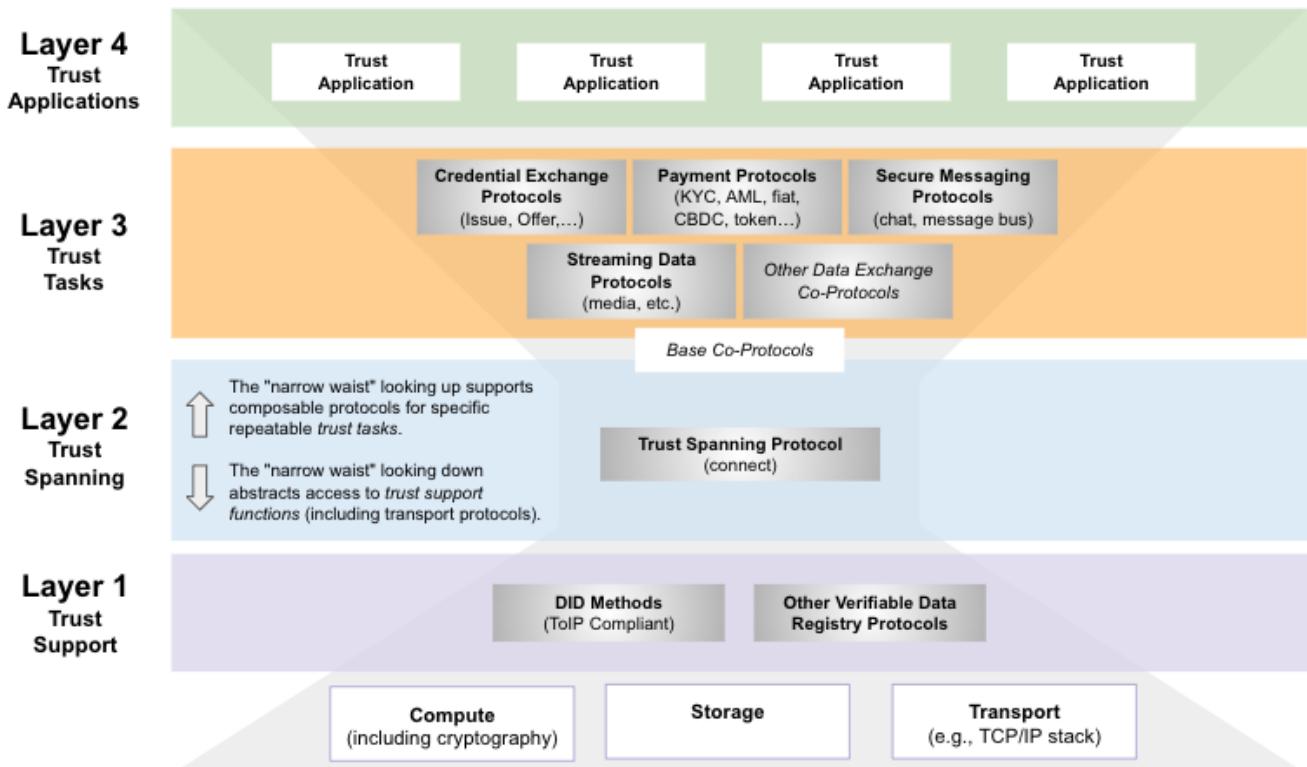 Layer 4
Trust
Applications
Trust
Application
Trust
Application
Trust
Application
Trust
Application
Layer 3
Trust
Tasks
Credential Exchange
Protocols
(Issue, Offer,...)
Payment Protocols
(KYC, AML, fiat,
CBDC, token...)
Secure Messaging
Protocols
(chat, message bus)
Streaming Data
Protocols
(media, etc.)
Other Data Exchange
Co-Protocols
Base Co-Protocols
Layer 2
Trust
Spanning
The "narrow waist" looking up supports
composable protocols for specific
repeatable trust tasks.
The "narrow waist" looking down
abstracts access to trust support
functions (including transport protocols).
Trust Spanning Protocol
(connect)
Layer 1
Trust
Support
DID Methods
(ToIP Compliant)
Other Verifiable Data
Registry Protocols
Compute
(including cryptography)
Storage
Transport
(e.g., TCP/IP stack)